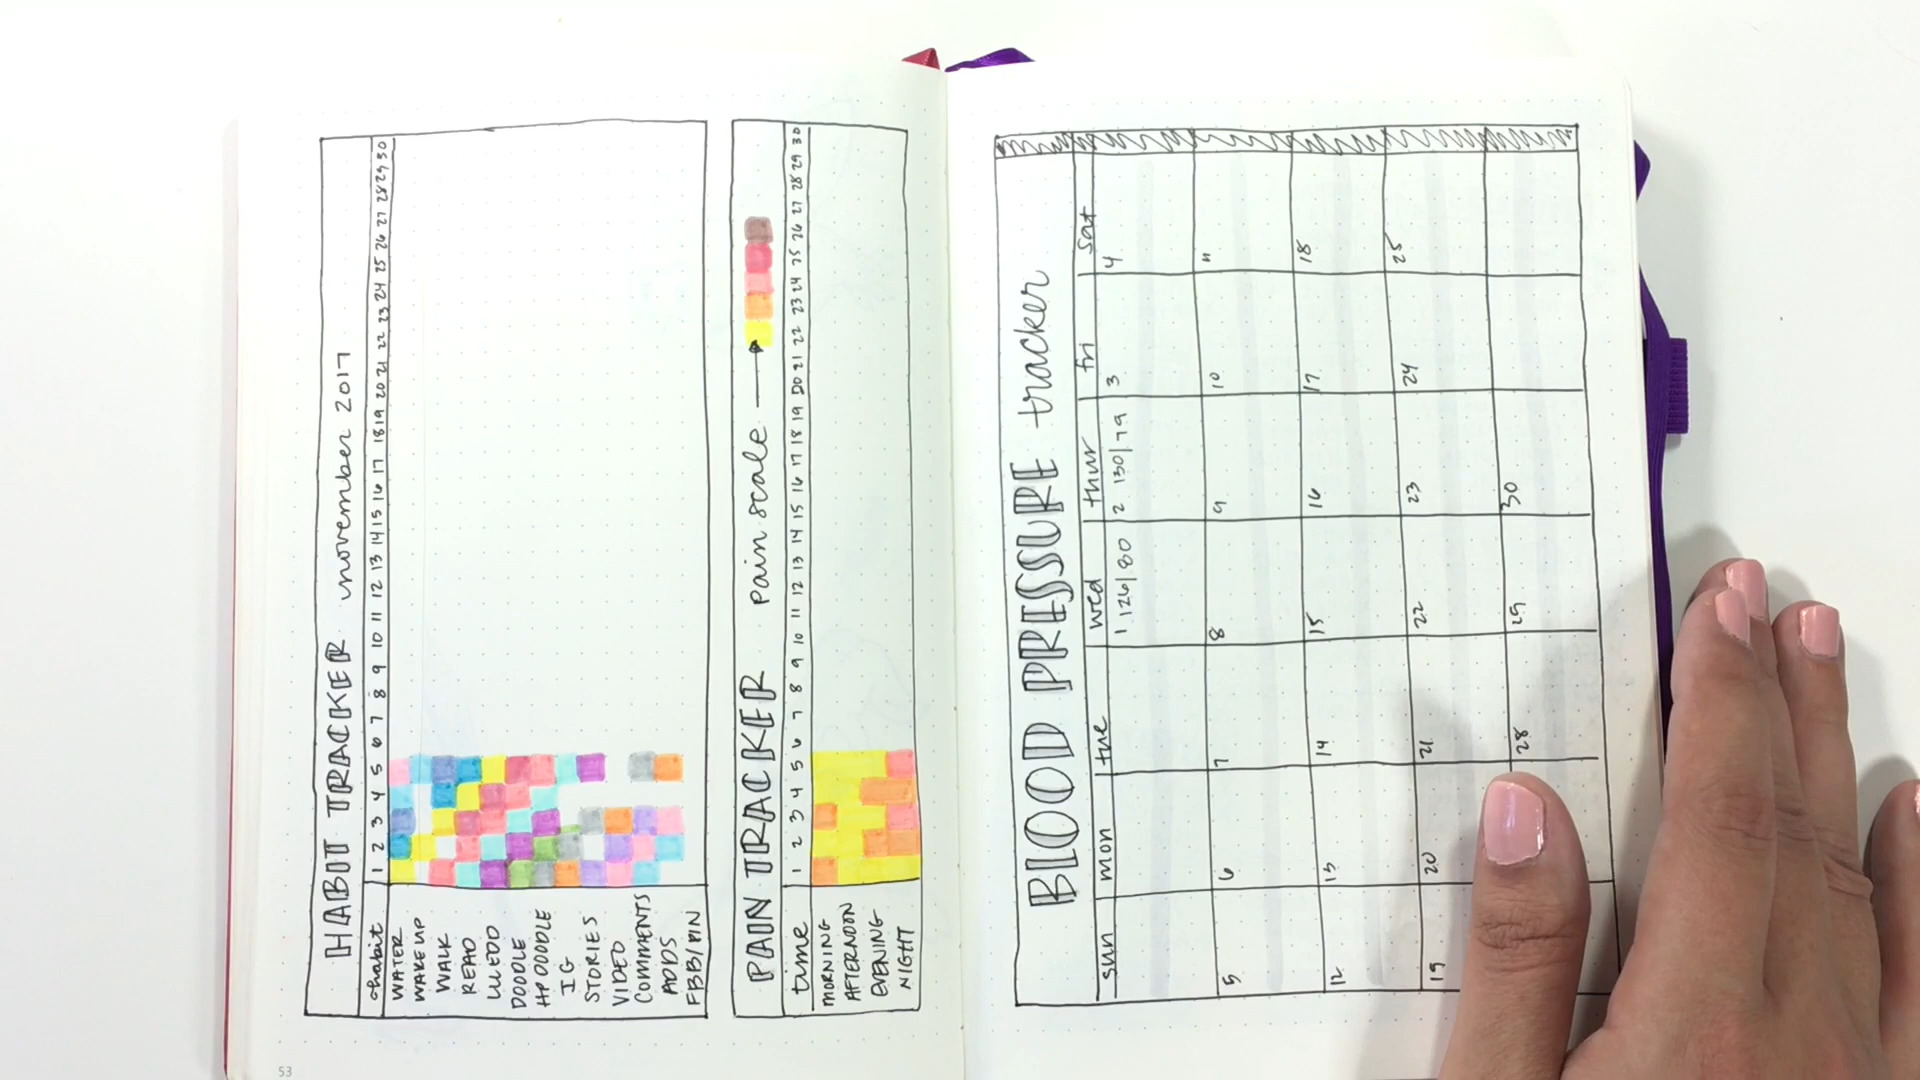 HABIT TRACKER november 2017
habit 1 2 3 4 5 6 7 8 9 10 11 12 13 14 15 16 17 18 19 20 21 22 23 24 25 26 27 28 29 30
WATER
WAKE UP
WALK
READ
DOODLE
HP DOODLE
IG
STORIES
VIDEO
COMMENTS
ADDS
FBB/PIN
PAIN TRACKER pain scale
time 1 2 3 4 5 6 7 8 9 10 11 12 13 14 15 16 17 18 19 20 21 22 23 24 25 26 27 28 29 30
MORNING
AFTERNOON
EVENING
NIGHT
53
BLOOD PRESSURE tracker
sun mon tue wed thur fri sat
1 126/80 2 130/79 3 4
5 6 7 8 9 10 11
12 13 14 15 16 17 18
19 20 21 22 23 24 25
28 29 30